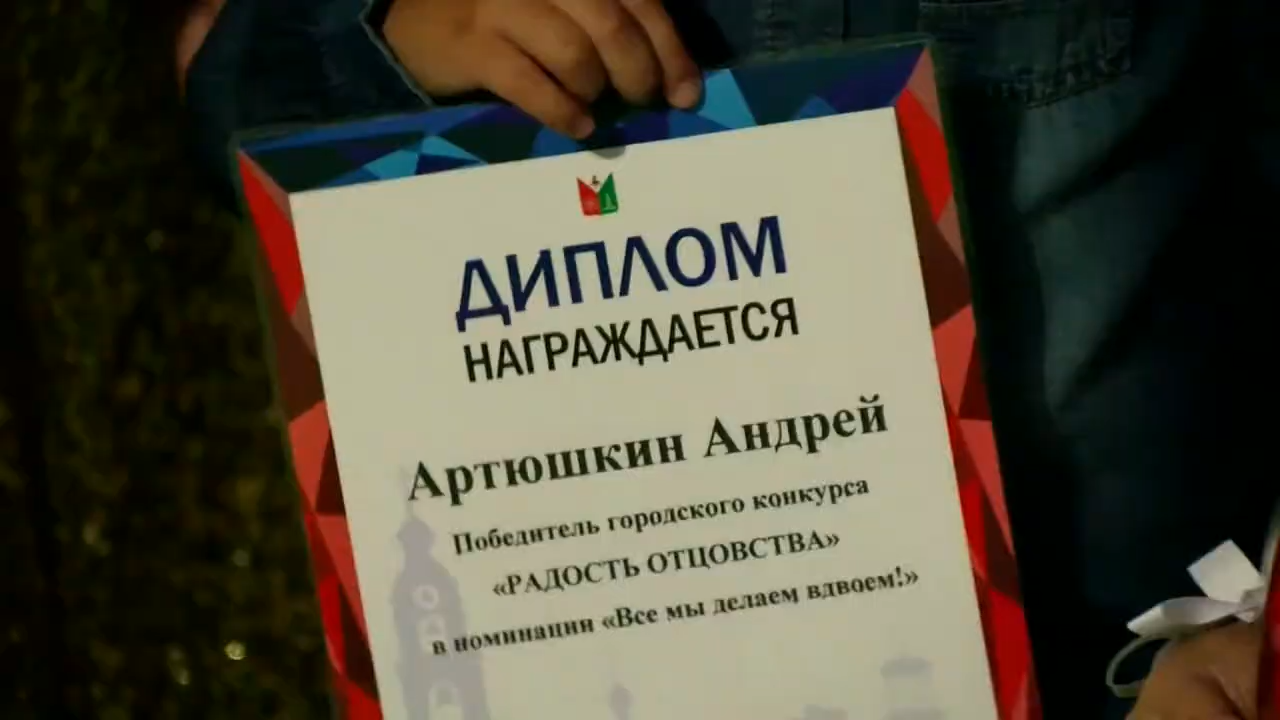 ДИПЛОМ
НАГРАЖДАЕТСЯ
Артюшкин Андрей
Победитель городского конкурса
«РАДОСТЬ ОТЦОВСТВА»
в номинации «Все мы делаем вдвоем!»